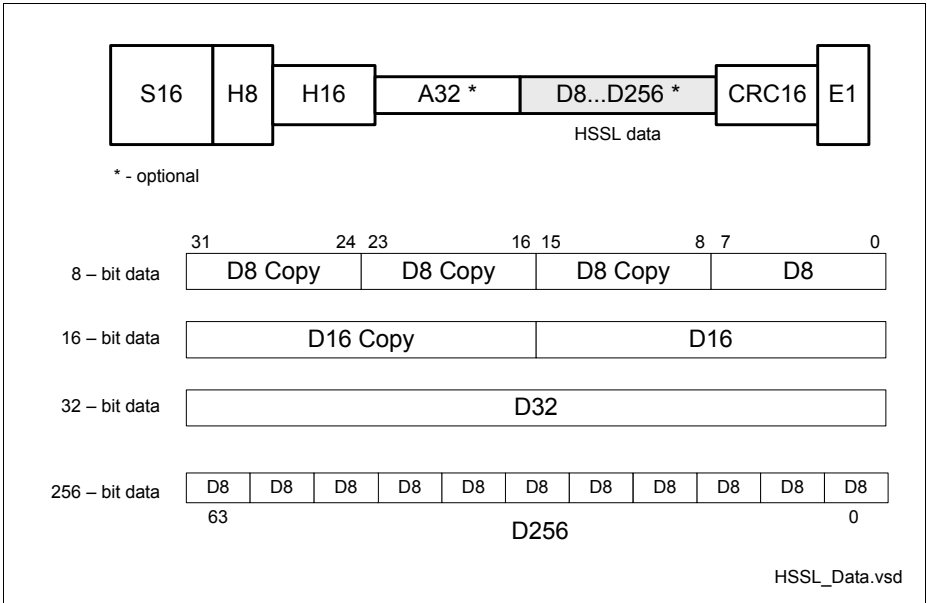 S16 H8 H16 A32 * D8...D256 * CRC16 E1
HSSL data
* - optional
31 24 23 16 15 8 7 0
8 – bit data D8 Copy D8 Copy D8 Copy D8
16 – bit data D16 Copy D16
32 – bit data D32
256 – bit data D8 D8 D8 D8 D8 D8 D8 D8 D8 D8 D8
63 0
D256
HSSL_Data.vsd